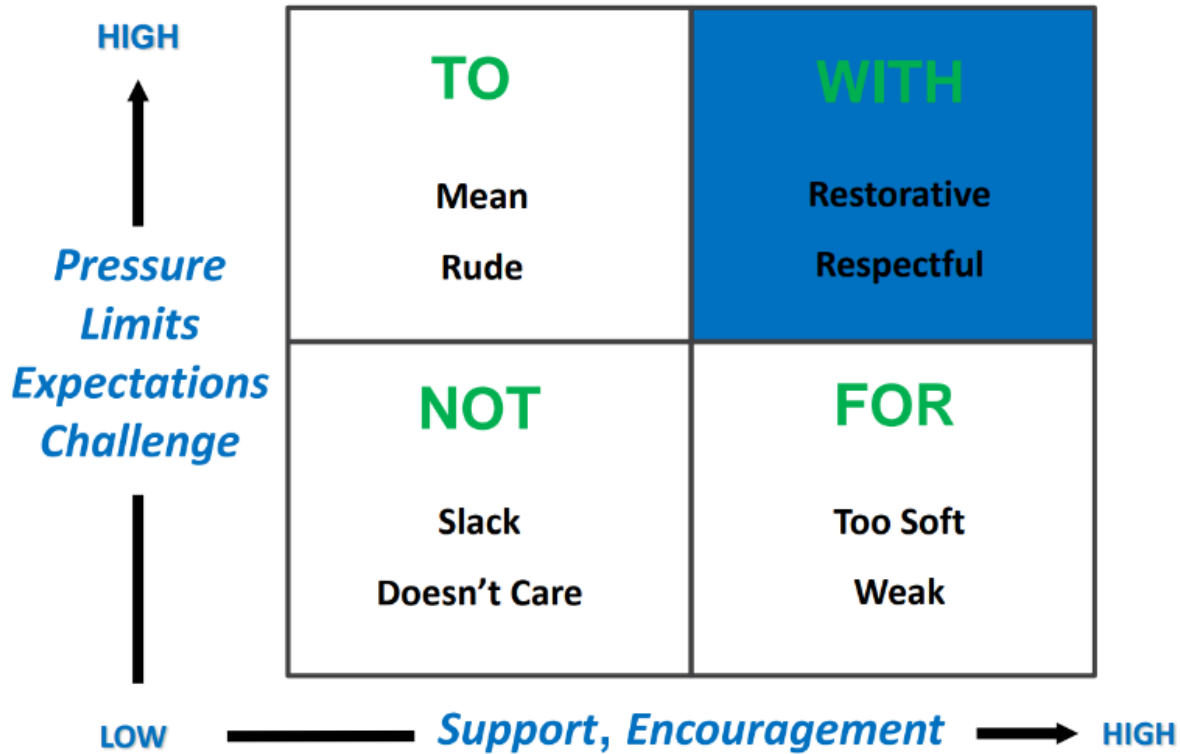 HIGH
TO
WITH
Mean
Restorative
Rude
Respectful
Pressure
Limits
Expectations
Challenge
NOT
FOR
Slack
Too Soft
Doesn't Care
Weak
LOW
Support, Encouragement
HIGH